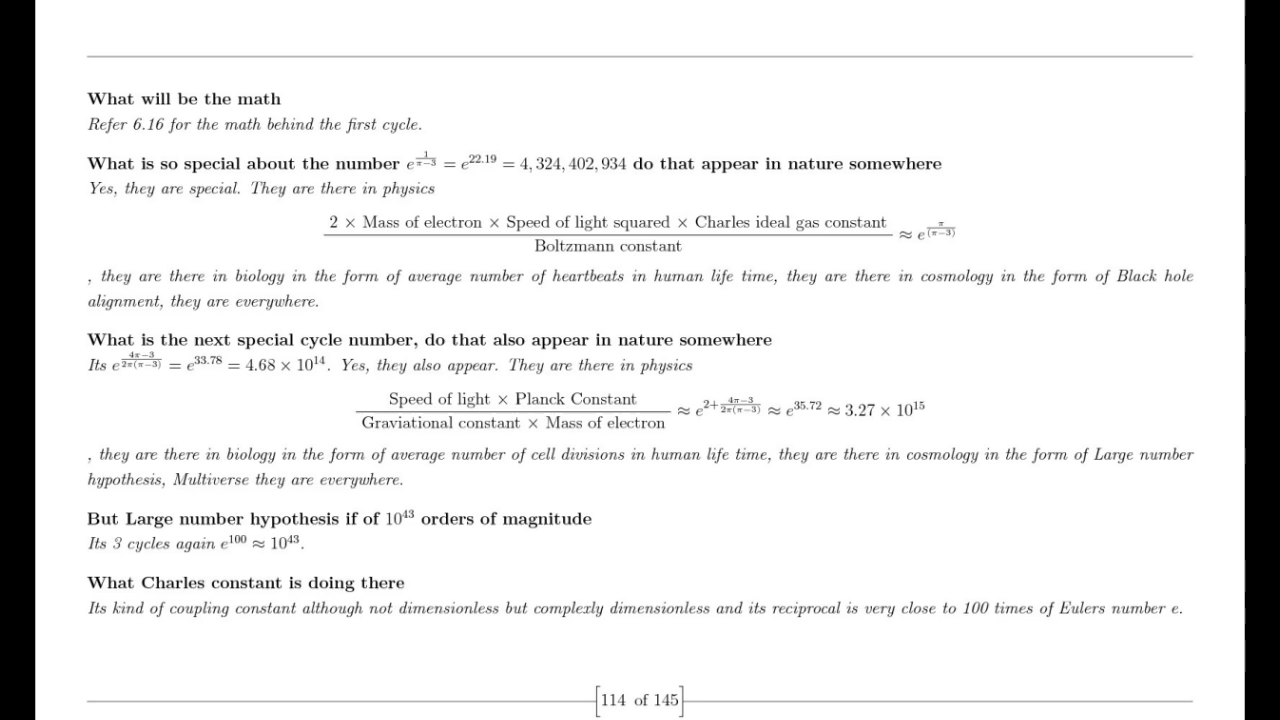 What will be the math
Refer 6.16 for the math behind the first cycle.
What is so special about the number e^{\frac{1}{π−3}} = e^{22.19} = 4,324,402,934 do that appear in nature somewhere
Yes, they are special. They are there in physics
2 × Mass of electron × Speed of light squared × Charles ideal gas constant
Boltzmann constant
≈ e^{\frac{π}{(π−3)}}
, they are there in biology in the form of average number of heartbeats in human life time, they are there in cosmology in the form of Black hole
alignment, they are everywhere.
What is the next special cycle number, do that also appear in nature somewhere
Its e^{\frac{4π−3}{2π(π−3)}} = e^{33.78} = 4.68 × 10^{14}. Yes, they also appear. They are there in physics
Speed of light × Planck Constant
Graviational constant × Mass of electron
≈ e^{2+\frac{4π−3}{2π(π−3)}} ≈ e^{35.72} ≈ 3.27 × 10^{15}
, they are there in biology in the form of average number of cell divisions in human life time, they are there in cosmology in the form of Large number
hypothesis, Multiverse they are everywhere.
But Large number hypothesis if of 10^{43} orders of magnitude
Its 3 cycles again e^{100} ≈ 10^{43}.
What Charles constant is doing there
Its kind of coupling constant although not dimensionless but complexly dimensionless and its reciprocal is very close to 100 times of Eulers number e.
[114 of 145]